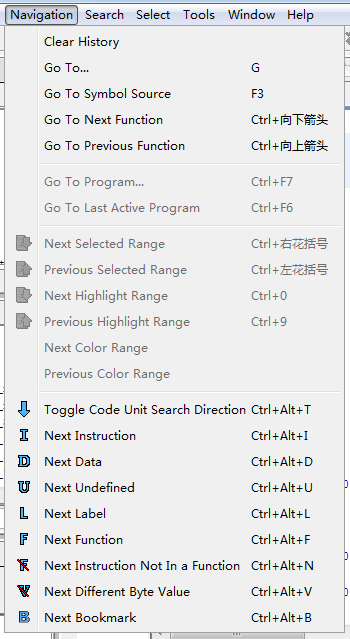 Navigation Search Select Tools Window Help
Clear History
Go To... G
Go To Symbol Source F3
Go To Next Function Ctrl+向下箭头
Go To Previous Function Ctrl+向上箭头
Go To Program... Ctrl+F7
Go To Last Active Program Ctrl+F6
Next Selected Range Ctrl+右花括号
Previous Selected Range Ctrl+左花括号
Next Highlight Range Ctrl+0
Previous Highlight Range Ctrl+9
Next Color Range
Previous Color Range
Toggle Code Unit Search Direction Ctrl+Alt+T
I Next Instruction Ctrl+Alt+I
D Next Data Ctrl+Alt+D
U Next Undefined Ctrl+Alt+U
L Next Label Ctrl+Alt+L
F Next Function Ctrl+Alt+F
F Next Instruction Not In a Function Ctrl+Alt+N
V Next Different Byte Value Ctrl+Alt+V
B Next Bookmark Ctrl+Alt+B